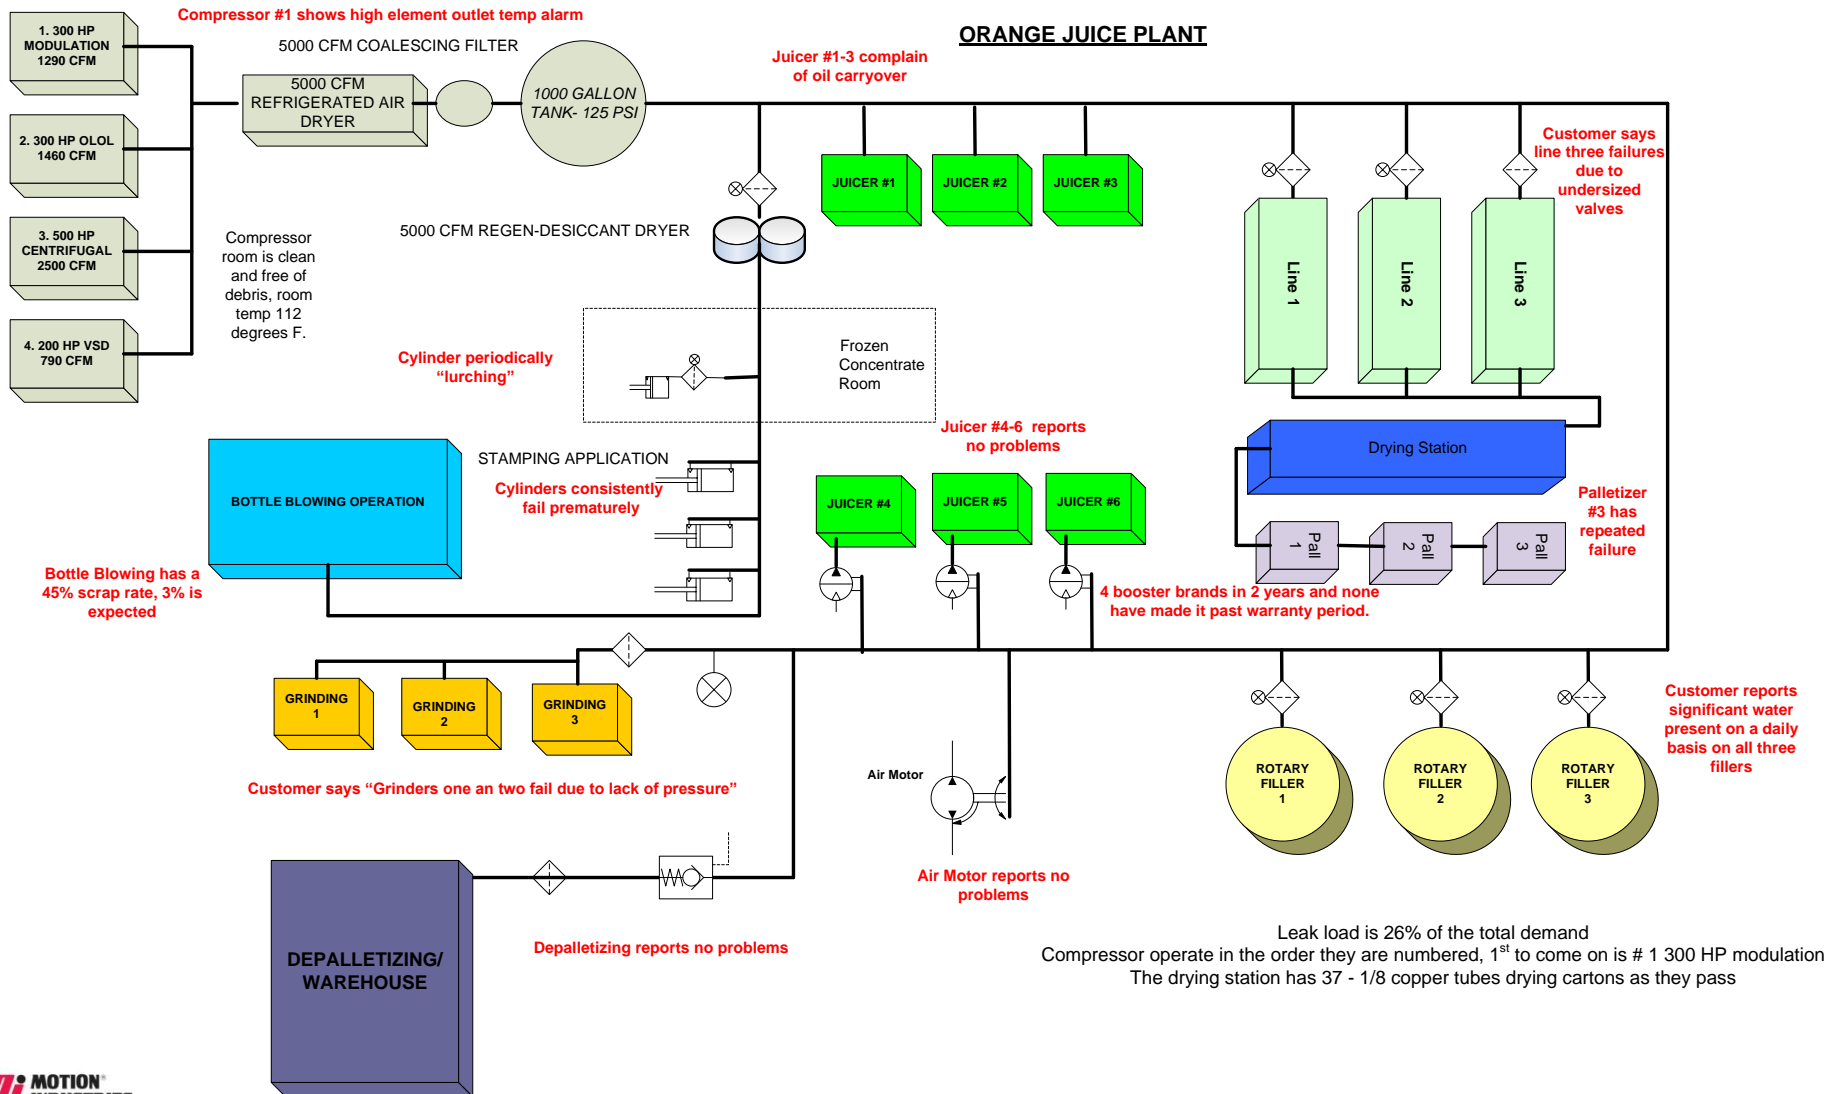 Compressor #1 shows high element outlet temp alarm
ORANGE JUICE PLANT
1. 300 HP
MODULATION
1290 CFM
5000 CFM COALESCING FILTER
5000 CFM
REFRIGERATED AIR
DRYER
1000 GALLON
TANK- 125 PSI
Juicer #1-3 complain
of oil carryover
2. 300 HP OLOL
1460 CFM
3. 500 HP
CENTRIFUGAL
2500 CFM
4. 200 HP VSD
790 CFM
Compressor
room is clean
and free of
debris, room
temp 112
degrees F.
JUICER #1
JUICER #2
JUICER #3
Customer says
line three failures
due to
undersized
valves
5000 CFM REGEN-DESICCANT DRYER
Line 1
Line 2
Line 3
Cylinder periodically
“lurching”
Frozen
Concentrate
Room
Juicer #4-6 reports
no problems
Drying Station
STAMPING APPLICATION
Cylinders consistently
fail prematurely
BOTTLE BLOWING OPERATION
JUICER #4
JUICER #5
JUICER #6
Palletizer
#3 has
repeated
failure
Pall
1
Pall
2
Pall
3
Bottle Blowing has a
45% scrap rate, 3% is
expected
4 booster brands in 2 years and none
have made it past warranty period.
GRINDING
1
GRINDING
2
GRINDING
3
Customer reports
significant water
present on a daily
basis on all three
fillers
Customer says “Grinders one an two fail due to lack of pressure”
Air Motor
ROTARY
FILLER
1
ROTARY
FILLER
2
ROTARY
FILLER
3
Air Motor reports no
problems
Depalletizing reports no problems
DEPALLETIZING/
WAREHOUSE
Leak load is 26% of the total demand
Compressor operate in the order they are numbered, 1st to come on is # 1 300 HP modulation
The drying station has 37 - 1/8 copper tubes drying cartons as they pass
MOTION